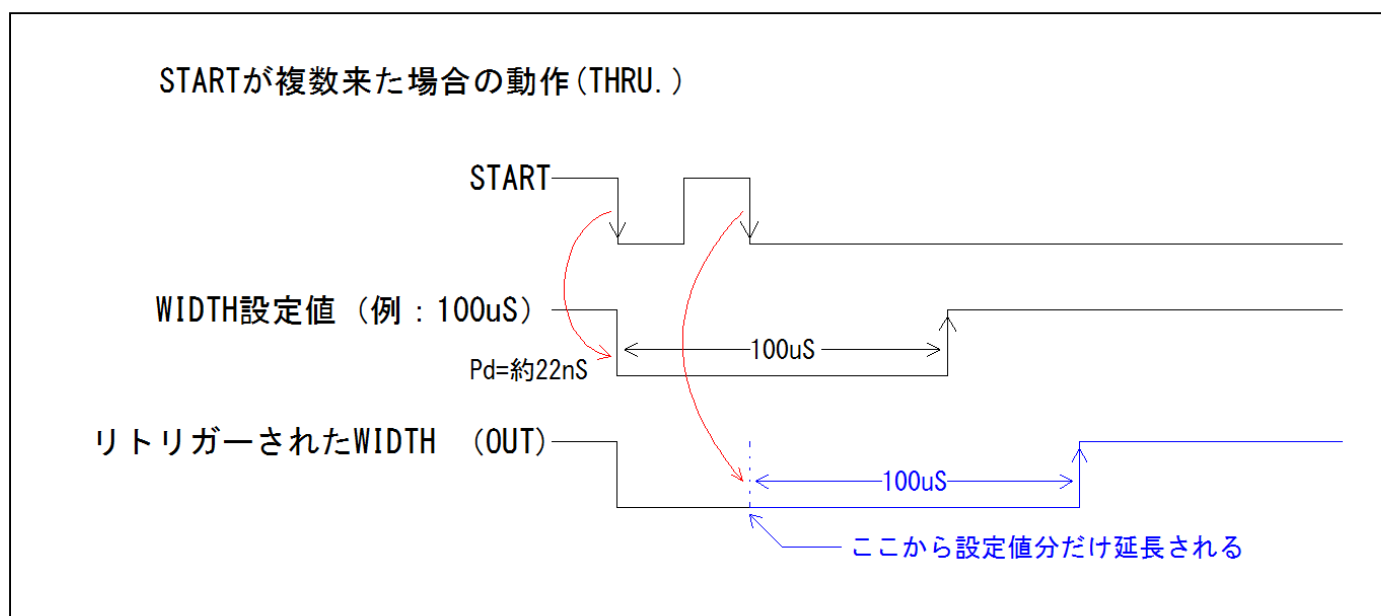 STARTが複数来た場合の動作(THRU.)
START
WIDTH設定値 (例：100uS)
100uS
Pd=約22nS
リトリガーされたWIDTH (OUT)
100uS
ここから設定値分だけ延長される